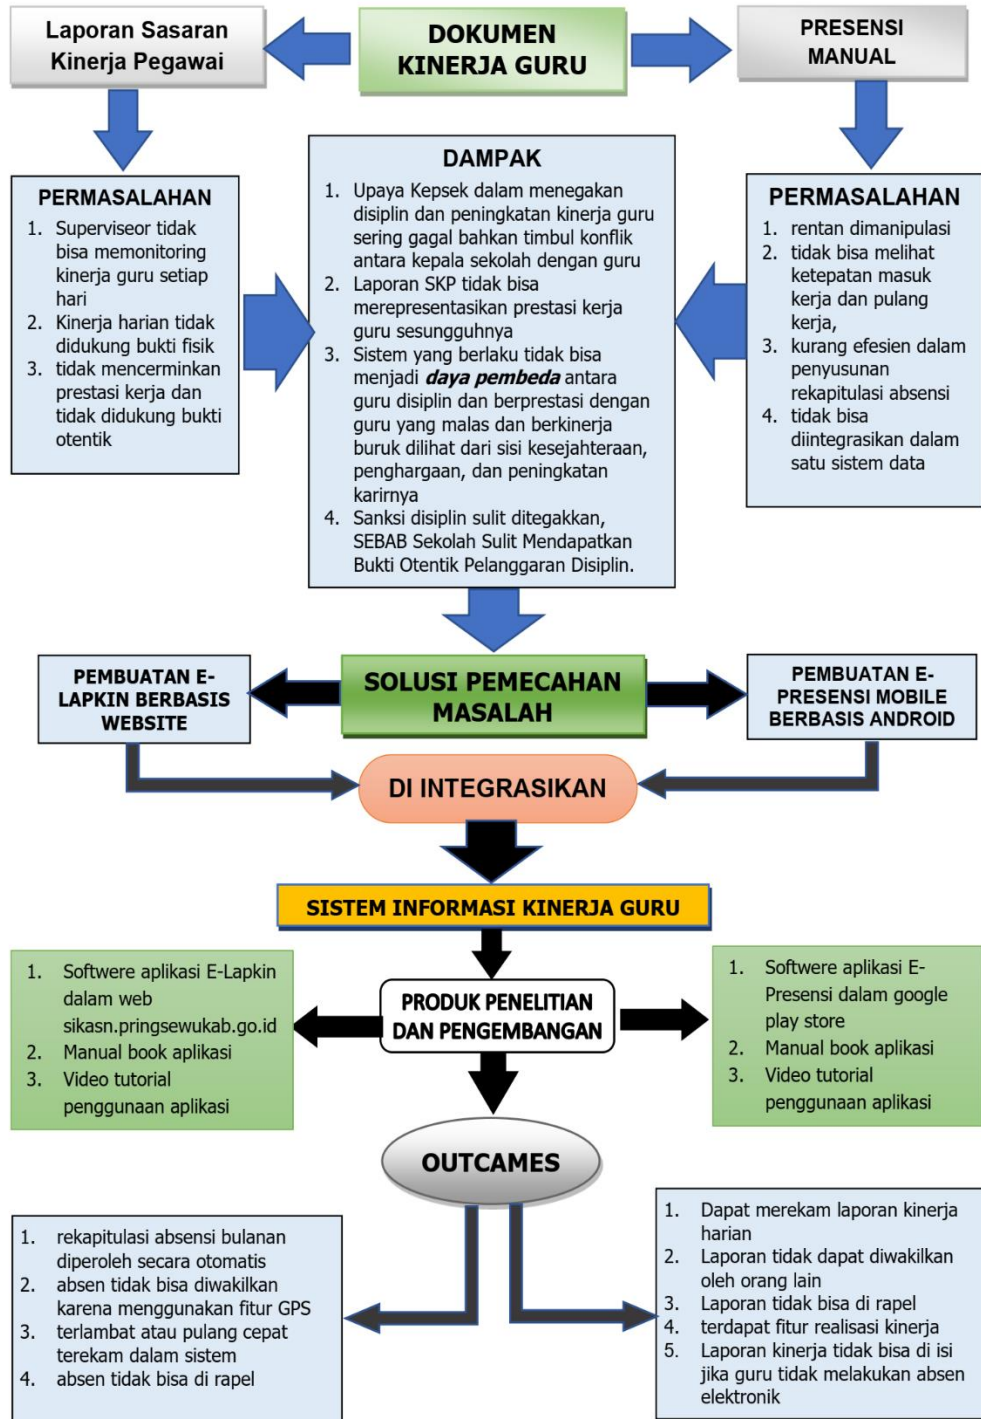 Laporan Sasaran
Kinerja Pegawai
DOKUMEN
KINERJA GURU
PRESENSI
MANUAL
PERMASALAHAN
1. Superviseor tidak
bisa memonitoring
kinerja guru setiap
hari
2. Kinerja harian tidak
didukung bukti fisik
3. tidak mencerminkan
prestasi kerja dan
tidak didukung bukti
otentik
DAMPAK
1. Upaya Kepsek dalam menegakan
disiplin dan peningkatan kinerja guru
sering gagal bahkan timbul konflik
antara kepala sekolah dengan guru
2. Laporan SKP tidak bisa
merepresentasikan prestasi kerja
guru sesungguhnya
3. Sistem yang berlaku tidak bisa
menjadi daya pembeda antara
guru disiplin dan berprestasi dengan
guru yang malas dan berkinerja
buruk dilihat dari sisi kesejahteraan,
penghargaan, dan peningkatan
karirnya
4. Sanksi disiplin sulit ditegakkan,
SEBAB Sekolah Sulit Mendapatkan
Bukti Otentik Pelanggaran Disiplin.
PERMASALAHAN
1. rentan dimanipulasi
2. tidak bisa melihat
ketepatan masuk
kerja dan pulang
kerja,
3. kurang efesien dalam
penyusunan
rekapitulasi absensi
4. tidak bisa
diintegrasikan dalam
satu sistem data
PEMBUATAN E-
LAPKIN BERBASIS
WEBSITE
SOLUSI PEMECAHAN
MASALAH
PEMBUATAN E-
PRESENSI MOBILE
BERBASIS ANDROID
DI INTEGRASIKAN
SISTEM INFORMASI KINERJA GURU
1. Softwere aplikasi E-Lapkin
dalam web
sikasn.pringsewukab.go.id
2. Manual book aplikasi
3. Video tutorial
penggunaan aplikasi
PRODUK PENELITIAN
DAN PENGEMBANGAN
1. Softwere aplikasi E-
Presensi dalam google
play store
2. Manual book aplikasi
3. Video tutorial
penggunaan aplikasi
OUTCAMES
1. rekapitulasi absensi bulanan
diperoleh secara otomatis
2. absen tidak bisa diwakilkan
karena menggunakan fitur GPS
3. terlambat atau pulang cepat
terekam dalam sistem
4. absen tidak bisa di rapel
1. Dapat merekam laporan kinerja
harian
2. Laporan tidak dapat diwakilkan
oleh orang lain
3. Laporan tidak bisa di rapel
4. terdapat fitur realisasi kinerja
5. Laporan kinerja tidak bisa di isi
jika guru tidak melakukan absen
elektronik